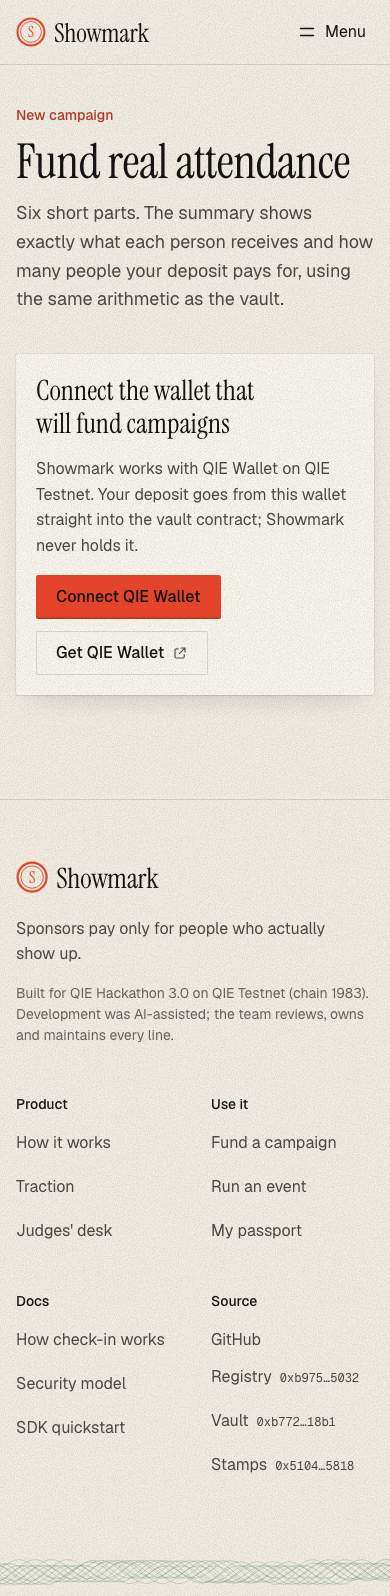 S Showmark
Menu
New campaign
Fund real attendance
Six short parts. The summary shows
exactly what each person receives and how
many people your deposit pays for, using
the same arithmetic as the vault.
Connect the wallet that
will fund campaigns
Showmark works with QIE Wallet on QIE
Testnet. Your deposit goes from this wallet
straight into the vault contract; Showmark
never holds it.
Connect QIE Wallet
Get QIE Wallet
S Showmark
Sponsors pay only for people who actually
show up.
Built for QIE Hackathon 3.0 on QIE Testnet (chain 1983).
Development was AI-assisted; the team reviews, owns
and maintains every line.
Product
How it works
Traction
Judges' desk
Use it
Fund a campaign
Run an event
My passport
Docs
How check-in works
Security model
SDK quickstart
Source
GitHub
Registry 0xb975…5032
Vault 0xb772…18b1
Stamps 0x5104…5818